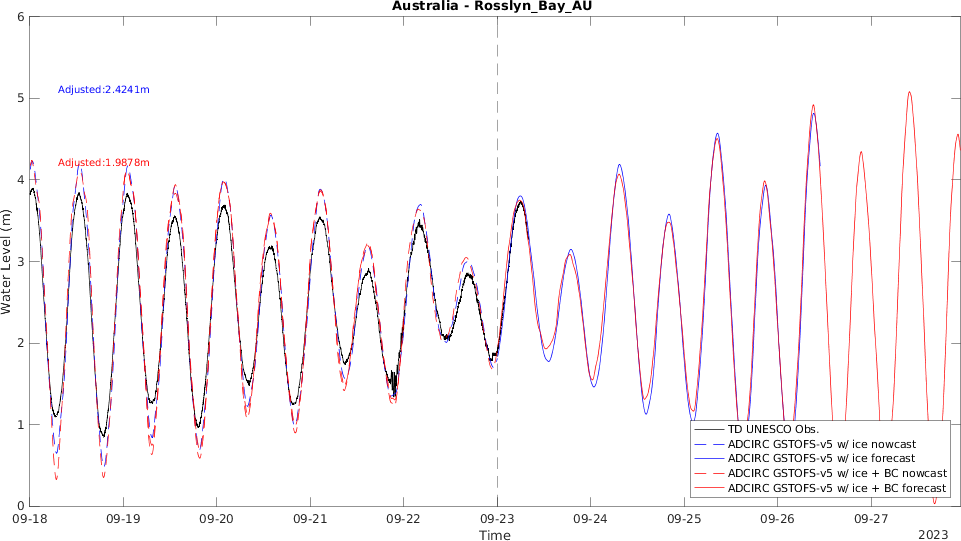 Australia - Rosslyn_Bay_AU
6
5
4
3
2
1
0
Water Level (m)
Adjusted:2.4241m
Adjusted:1.9878m
TD UNESCO Obs.
ADCIRC GSTOFS-v5 w/ ice nowcast
ADCIRC GSTOFS-v5 w/ ice forecast
ADCIRC GSTOFS-v5 w/ ice + BC nowcast
ADCIRC GSTOFS-v5 w/ ice + BC forecast
09-18 09-19 09-20 09-21 09-22 09-23 09-24 09-25 09-26 09-27
Time
2023